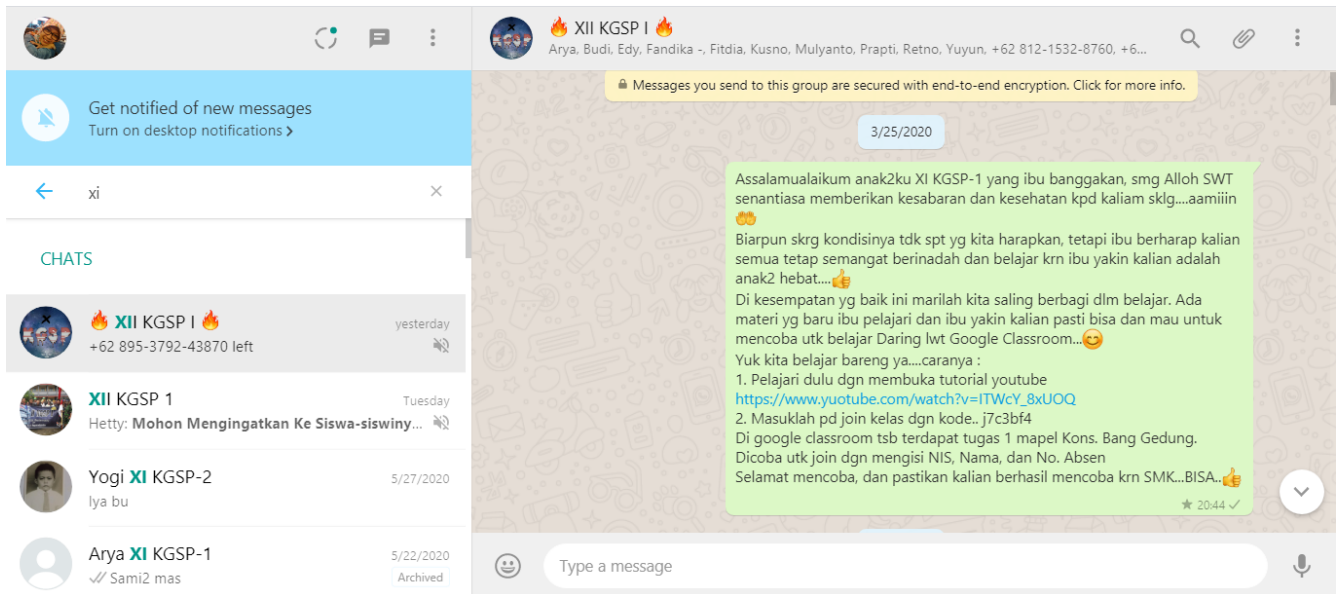 Get notified of new messages
Turn on desktop notifications >
xi
CHATS
🔥 XII KGSP I 🔥
yesterday
+62 895-3792-43870 left
XII KGSP 1
Tuesday
Hetty: Mohon Mengingatkan Ke Siswa-siswiny...
Yogi XI KGSP-2
5/27/2020
Iya bu
Arya XI KGSP-1
5/22/2020
Sami2 mas
Archived
🔥 XII KGSP I 🔥
Arya, Budi, Edy, Fandika -, Fitdia, Kusno, Mulyanto, Prapti, Retno, Yuyun, +62 812-1532-8760, +6...
Messages you send to this group are secured with end-to-end encryption. Click for more info.
3/25/2020
Assalamualaikum anak2ku XI KGSP-1 yang ibu banggakan, smg Alloh SWT
senantiasa memberikan kesabaran dan kesehatan kpd kaliam sklg....aamiiin
🤲
Biarpun skrg kondisinya tdk spt yg kita harapkan, tetapi ibu berharap kalian
semua tetap semangat berinadah dan belajar krn ibu yakin kalian adalah
anak2 hebat....👍
Di kesempatan yg baik ini marilah kita saling berbagi dlm belajar. Ada
materi yg baru ibu pelajari dan ibu yakin kalian pasti bisa dan mau untuk
mencoba utk belajar Daring lwt Google Classroom...😊
Yuk kita belajar bareng ya....caranya :
1. Pelajari dulu dgn membuka tutorial youtube
https://www.yuotube.com/watch?v=ITWcY_8xUOQ
2. Masuklah pd join kelas dgn kode.. j7c3bf4
Di google classroom tsb terdapat tugas 1 mapel Kons. Bang Gedung.
Dicoba utk join dgn mengisi NIS, Nama, dan No. Absen
Selamat mencoba, dan pastikan kalian berhasil mencoba krn SMK...BISA..👍
20:44
Type a message